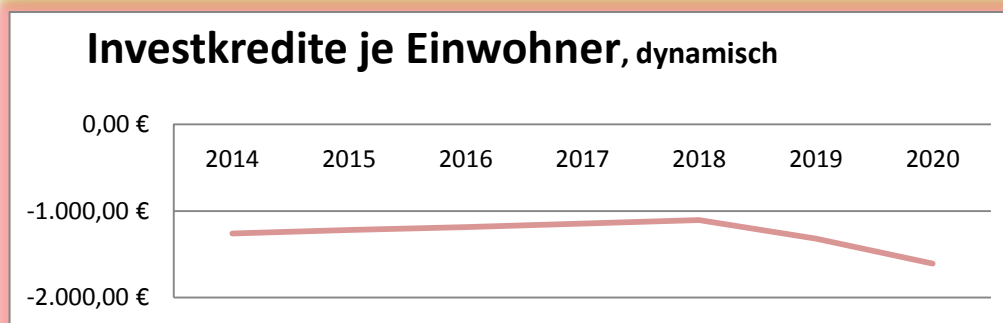 Investkredite je Einwohner, dynamisch
0,00 €
2014 2015 2016 2017 2018 2019 2020
-1.000,00 €
-2.000,00 €